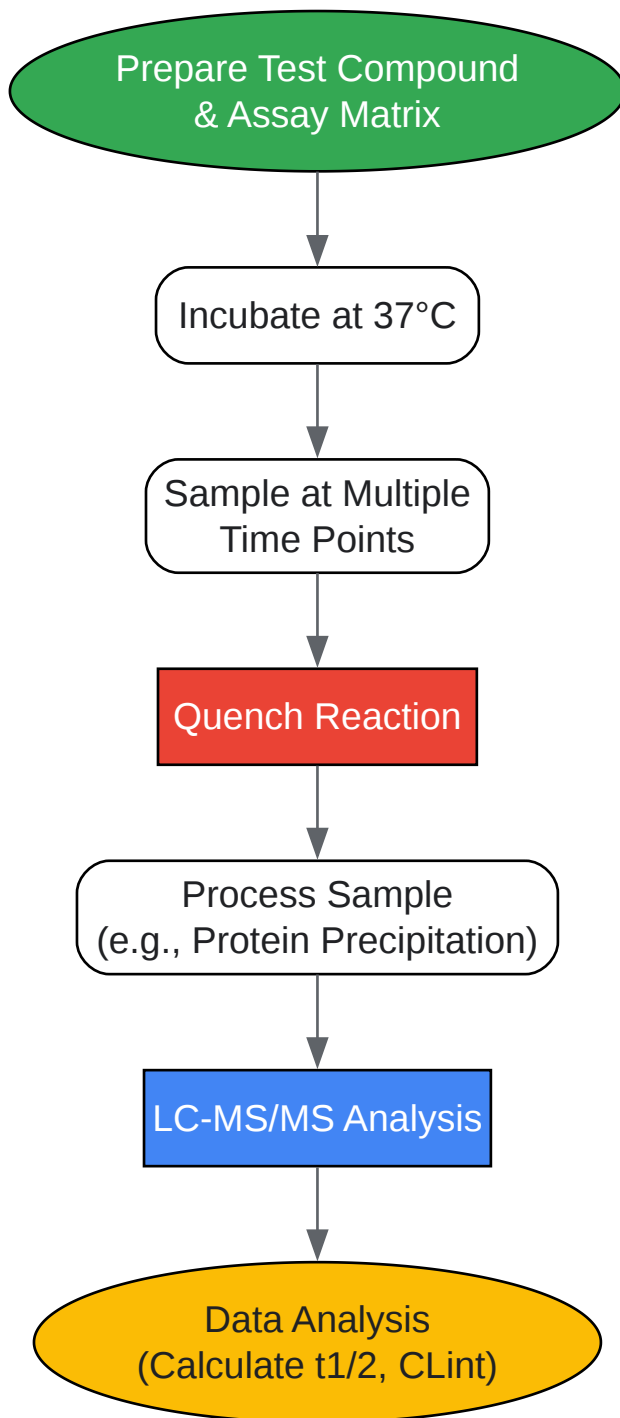 Prepare Test Compound
& Assay Matrix
Incubate at 37°C
Sample at Multiple
Time Points
Quench Reaction
Process Sample
(e.g., Protein Precipitation)
LC-MS/MS Analysis
Data Analysis
(Calculate t1/2, CLint)